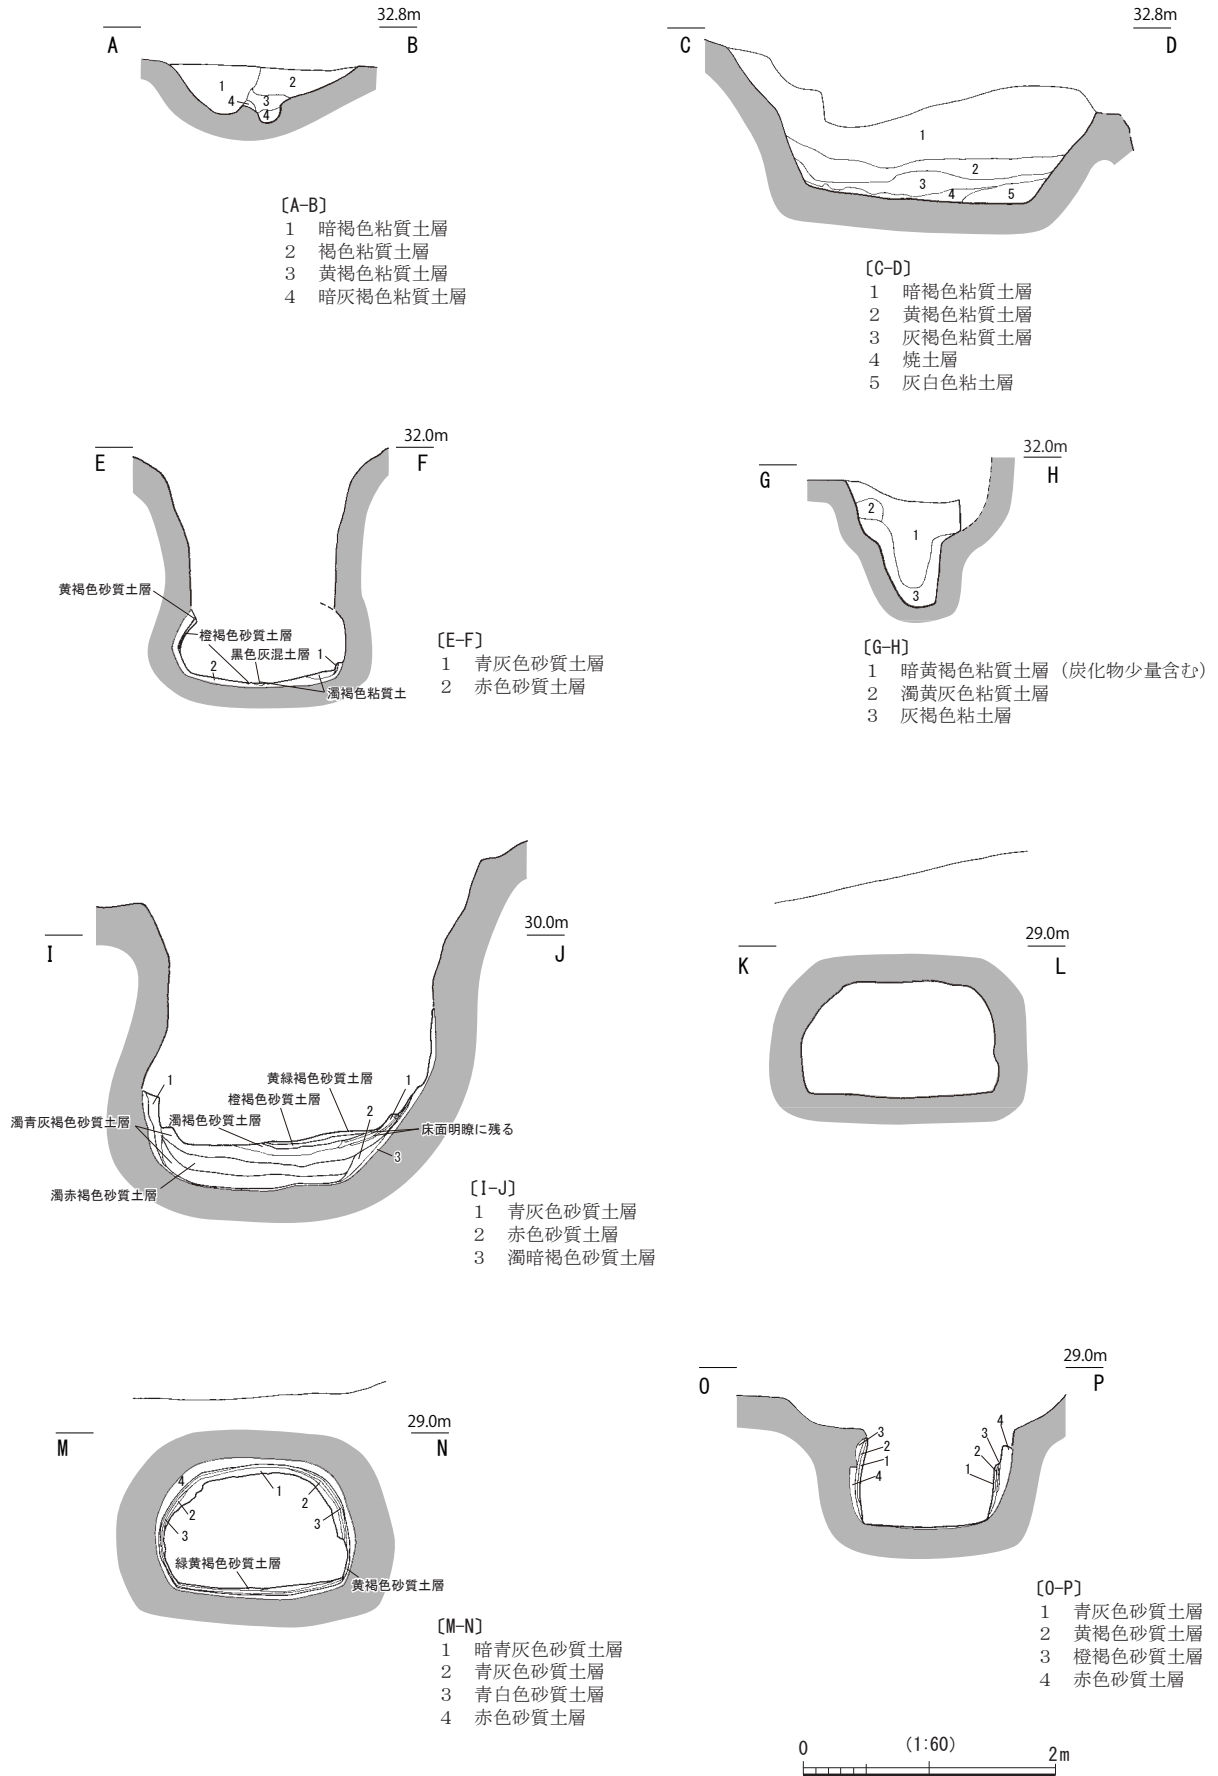 32.8m
A B
1
2
3
4
4
〔A-B〕
1 暗褐色粘質土層
2 褐色粘質土層
3 黄褐色粘質土層
4 暗灰褐色粘質土層
32.8m
C D
1
2
3
4
5
〔C-D〕
1 暗褐色粘質土層
2 黄褐色粘質土層
3 灰褐色粘質土層
4 焼土層
5 灰白色粘土層
32.0m
E F
黄褐色砂質土層
橙褐色砂質土層
黒色灰混土層
1
2
濁褐色粘質土
〔E-F〕
1 青灰色砂質土層
2 赤色砂質土層
32.0m
G H
2
1
3
〔G-H〕
1 暗黄褐色粘質土層（炭化物少量含む）
2 濁黄灰色粘質土層
3 灰褐色粘土層
30.0m
I J
1
黄緑褐色砂質土層
1
橙褐色砂質土層
2
濁青灰褐色砂質土層
濁褐色砂質土層
床面明瞭に残る
3
濁赤褐色砂質土層
〔I-J〕
1 青灰色砂質土層
2 赤色砂質土層
3 濁暗褐色砂質土層
29.0m
K L
29.0m
M N
4
1
2
2
3
3
緑黄褐色砂質土層
黄褐色砂質土層
〔M-N〕
1 暗青灰色砂質土層
2 青灰色砂質土層
3 青白色砂質土層
4 赤色砂質土層
29.0m
O P
3
2
1
4
4
3
2
1
〔O-P〕
1 青灰色砂質土層
2 黄褐色砂質土層
3 橙褐色砂質土層
4 赤色砂質土層
0 (1:60) 2m